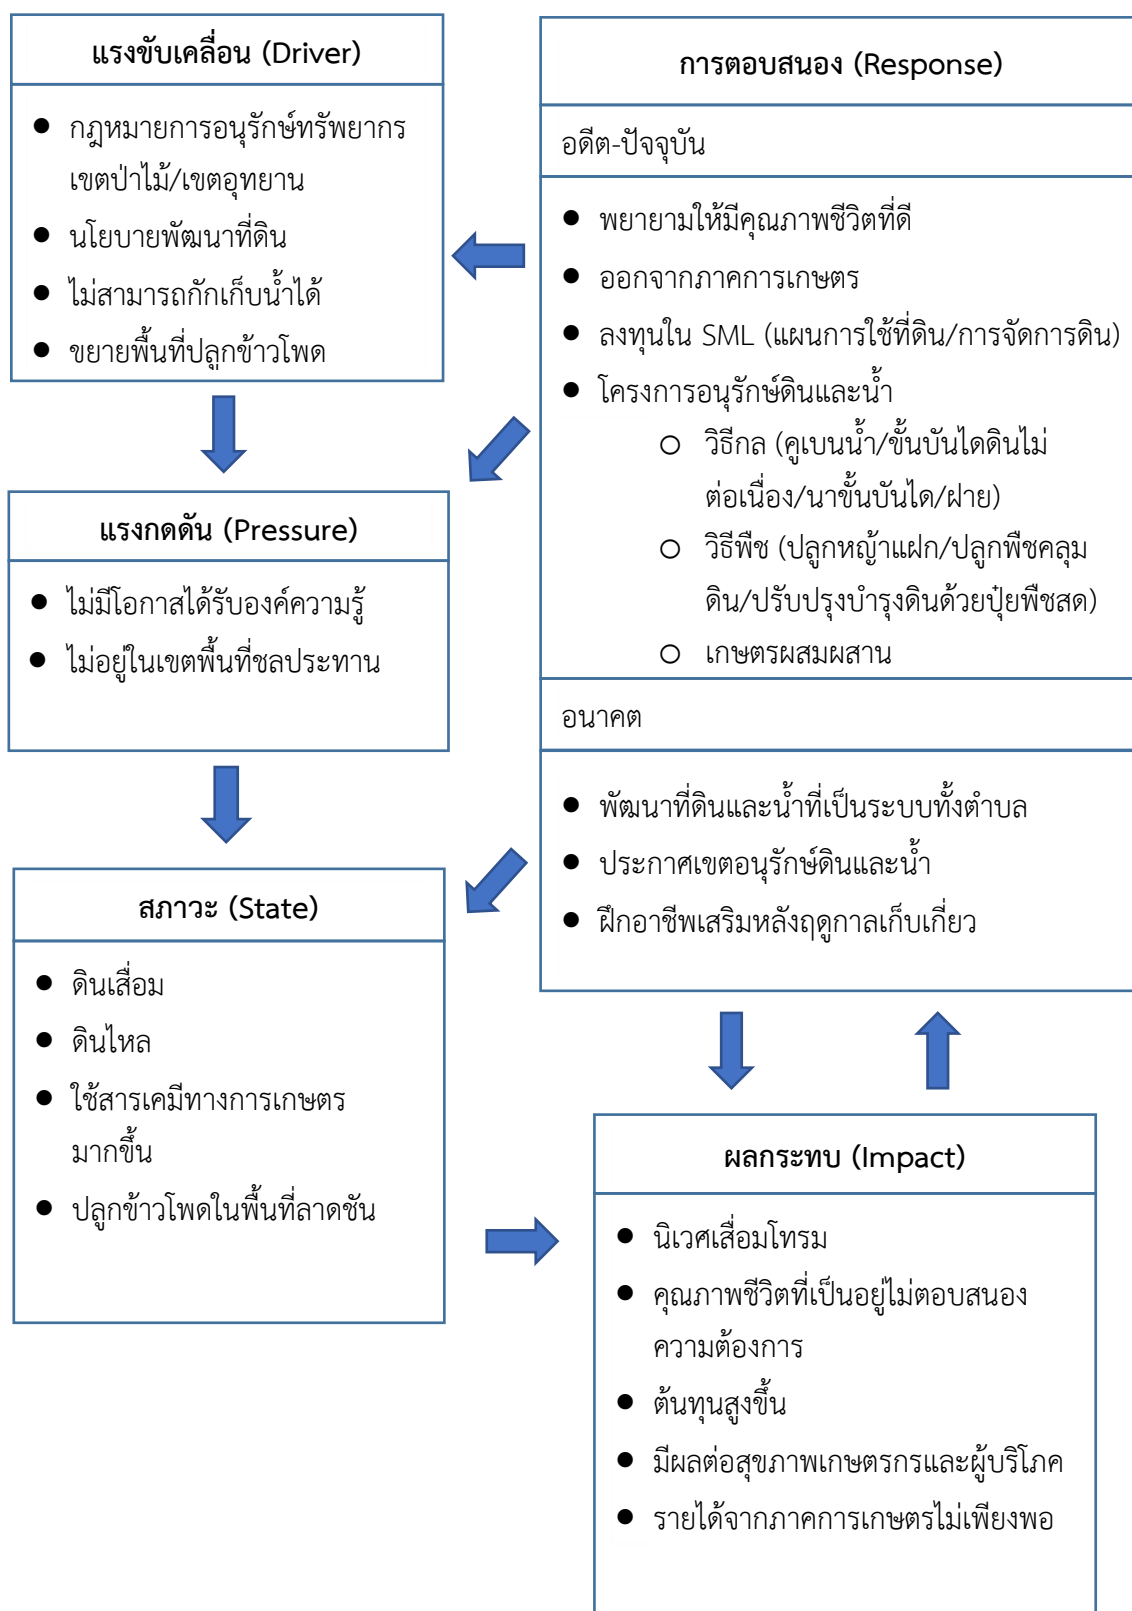 แรงขับเคลื่อน (Driver)
● กฎหมายการอนุรักษ์ทรัพยากร
เขตป่าไม้/เขตอุทยาน
● นโยบายพัฒนาที่ดิน
● ไม่สามารถกักเก็บน้ำได้
● ขยายพื้นที่ปลูกข้าวโพด
แรงกดดัน (Pressure)
● ไม่มีโอกาสได้รับองค์ความรู้
● ไม่อยู่ในเขตพื้นที่ชลประทาน
สภาวะ (State)
● ดินเสื่อม
● ดินไหล
● ใช้สารเคมีทางการเกษตร
มากขึ้น
● ปลูกข้าวโพดในพื้นที่ลาดชัน
การตอบสนอง (Response)
อดีต-ปัจจุบัน
● พยายามให้มีคุณภาพชีวิตที่ดี
● ออกจากภาคการเกษตร
● ลงทุนใน SML (แผนการใช้ที่ดิน/การจัดการดิน)
● โครงการอนุรักษ์ดินและน้ำ
o วิธีกล (คูเบนน้ำ/ขั้นบันไดดินไม่
ต่อเนื่อง/นาขั้นบันได/ฝาย)
o วิธีพืช (ปลูกหญ้าแฝก/ปลูกพืชคลุม
ดิน/ปรับปรุงบำรุงดินด้วยปุ๋ยพืชสด)
o เกษตรผสมผสาน
อนาคต
● พัฒนาที่ดินและน้ำที่เป็นระบบทั้งตำบล
● ประกาศเขตอนุรักษ์ดินและน้ำ
● ฝึกอาชีพเสริมหลังฤดูกาลเก็บเกี่ยว
ผลกระทบ (Impact)
● นิเวศเสื่อมโทรม
● คุณภาพชีวิตที่เป็นอยู่ไม่ตอบสนอง
ความต้องการ
● ต้นทุนสูงขึ้น
● มีผลต่อสุขภาพเกษตรกรและผู้บริโภค
● รายได้จากภาคการเกษตรไม่เพียงพอ